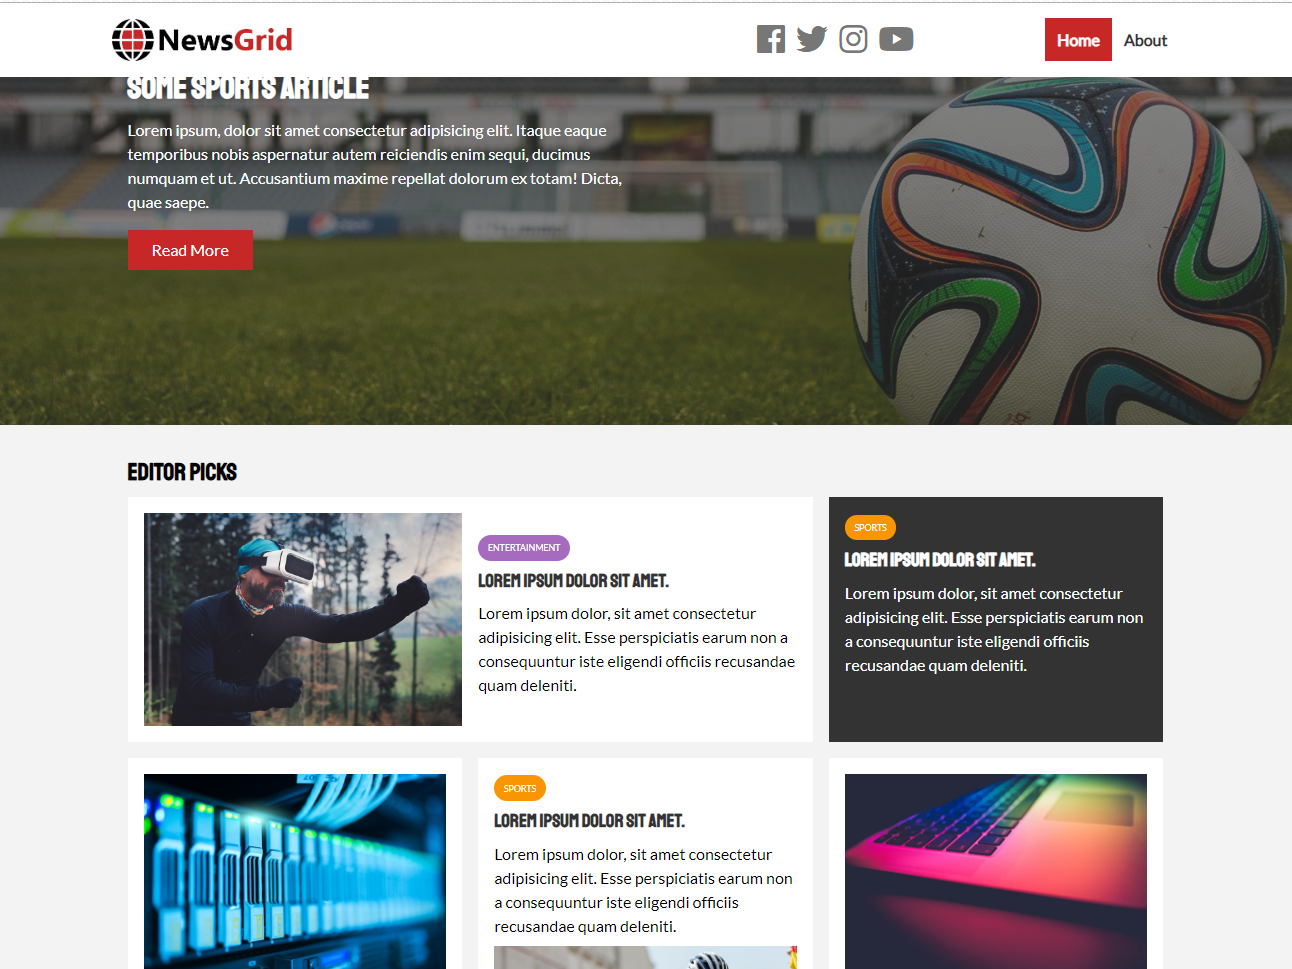 NewsGrid
Home
About
SOME SPORTS ARTICLE
Lorem ipsum, dolor sit amet consectetur adipisicing elit. Itaque eaque
temporibus nobis aspernatur autem reiciendis enim sequi, ducimus
numquam et ut. Accusantium maxime repellat dolorum ex totam! Dicta,
quae saepe.
Read More
EDITOR PICKS
ENTERTAINMENT
LOREM IPSUM DOLOR SIT AMET.
Lorem ipsum dolor, sit amet consectetur
adipisicing elit. Esse perspiciatis earum non a
consequuntur iste eligendi officiis recusandae
quam deleniti.
SPORTS
LOREM IPSUM DOLOR SIT AMET.
Lorem ipsum dolor, sit amet consectetur
adipisicing elit. Esse perspiciatis earum non
a consequuntur iste eligendi officiis
recusandae quam deleniti.
SPORTS
LOREM IPSUM DOLOR SIT AMET.
Lorem ipsum dolor, sit amet consectetur
adipisicing elit. Esse perspiciatis earum non
a consequuntur iste eligendi officiis
recusandae quam deleniti.